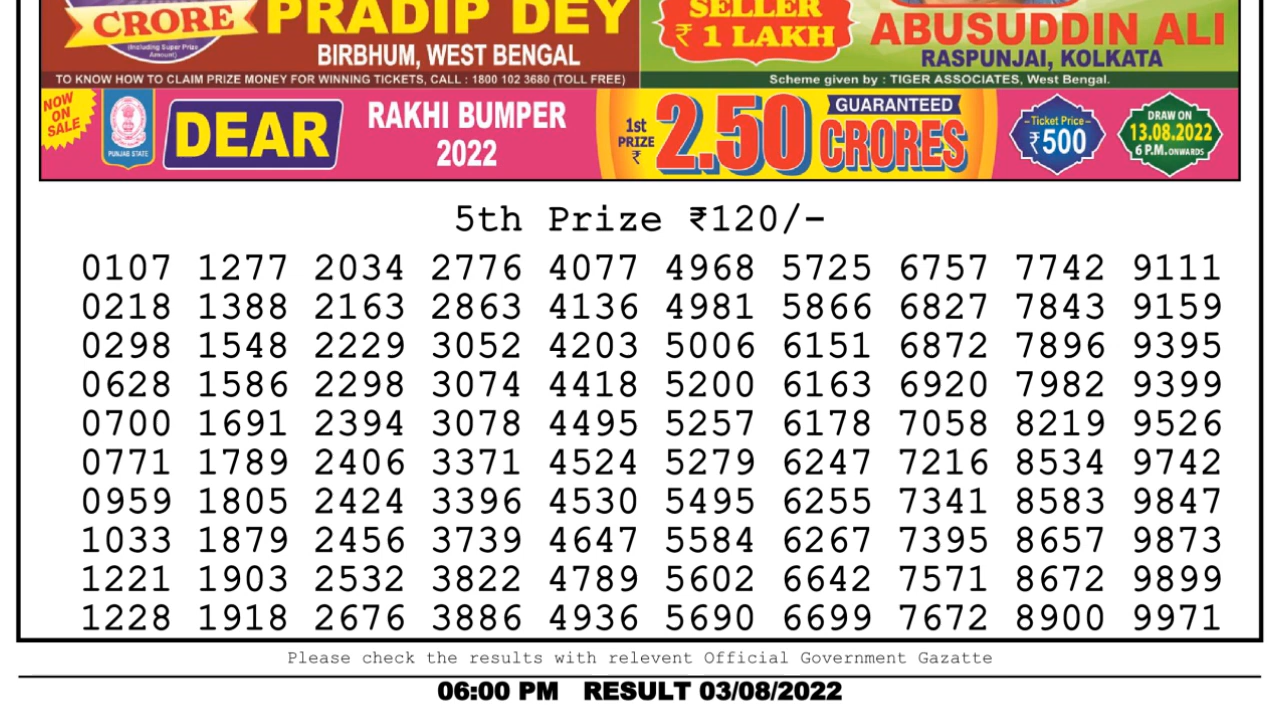 CRORE
(Including Super Prize Amount)
PRADIP DEY
BIRBHUM, WEST BENGAL
TO KNOW HOW TO CLAIM PRIZE MONEY FOR WINNING TICKETS, CALL : 1800 102 3680 (TOLL FREE)
SELLER
₹ 1 LAKH
ABUSUDDIN ALI
RASPUNJAI, KOLKATA
Scheme given by : TIGER ASSOCIATES, West Bengal.
NOW
ON
SALE
PUNJAB STATE
DEAR
RAKHI BUMPER
2022
1st
PRIZE
₹
2.50
GUARANTEED
CRORES
Ticket Price
₹500
DRAW ON
13.08.2022
6 P.M. ONWARDS
5th Prize ₹120/-
0107 1277 2034 2776 4077 4968 5725 6757 7742 9111
0218 1388 2163 2863 4136 4981 5866 6827 7843 9159
0298 1548 2229 3052 4203 5006 6151 6872 7896 9395
0628 1586 2298 3074 4418 5200 6163 6920 7982 9399
0700 1691 2394 3078 4495 5257 6178 7058 8219 9526
0771 1789 2406 3371 4524 5279 6247 7216 8534 9742
0959 1805 2424 3396 4530 5495 6255 7341 8583 9847
1033 1879 2456 3739 4647 5584 6267 7395 8657 9873
1221 1903 2532 3822 4789 5602 6642 7571 8672 9899
1228 1918 2676 3886 4936 5690 6699 7672 8900 9971
Please check the results with relevent Official Government Gazatte
06:00 PM RESULT 03/08/2022